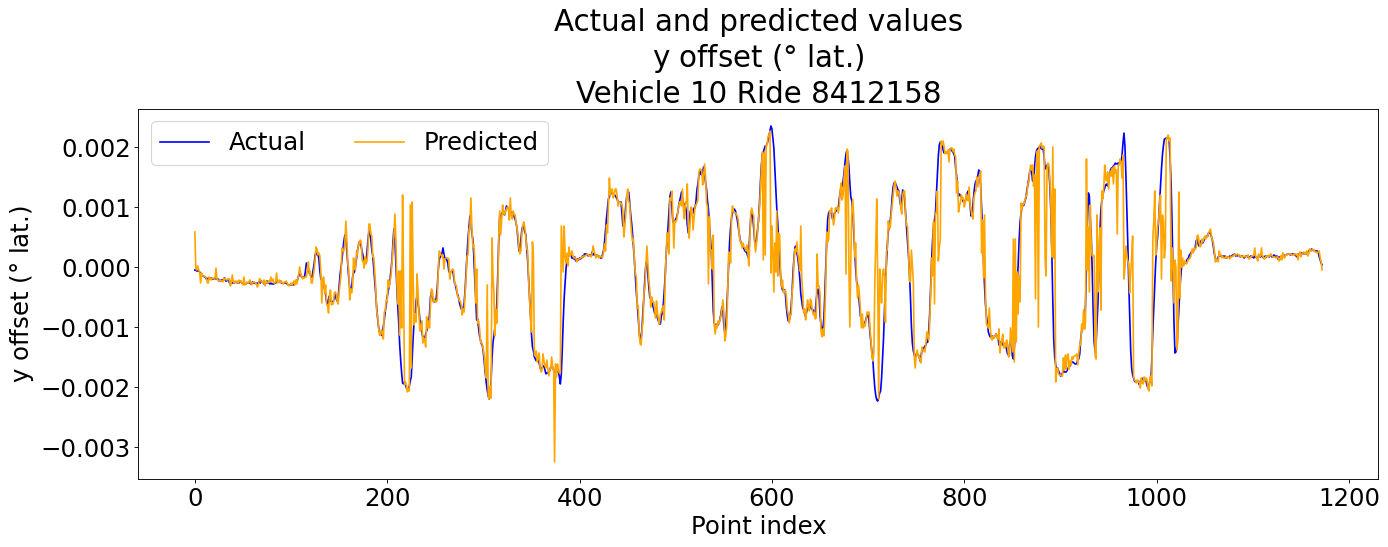 Actual and predicted values
y offset (° lat.)
Vehicle 10 Ride 8412158
Actual
Predicted
y offset (° lat.)
0.002
0.001
0.000
−0.001
−0.002
−0.003
0 200 400 600 800 1000 1200
Point index